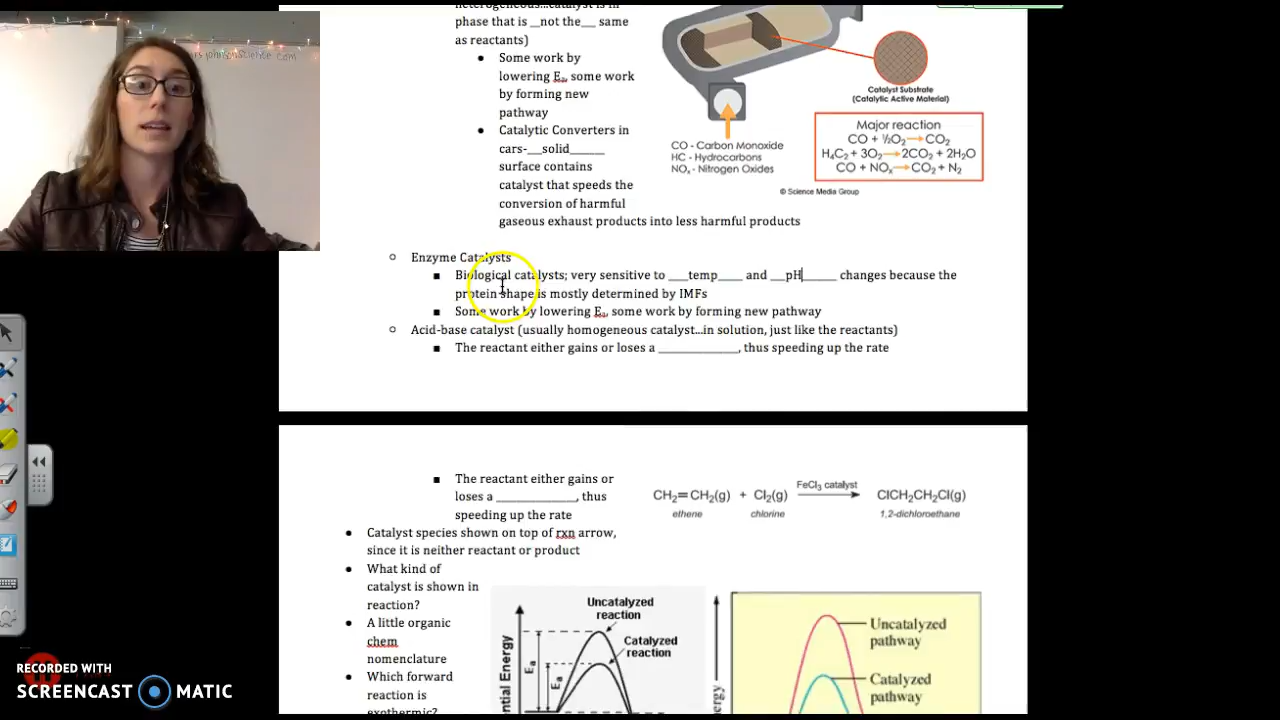 heterogeneous...catalyst is in
phase that is __not the___ same
as reactants)
Some work by
lowering Ea, some work
by forming new
pathway
Catalytic Converters in
cars-___solid_______
surface contains
catalyst that speeds the
conversion of harmful
gaseous exhaust products into less harmful products
Catalyst Substrate
(Catalytic Active Material)
CO - Carbon Monoxide
HC - Hydrocarbons
NOx - Nitrogen Oxides
Major reaction
CO + ½O₂→CO₂
H₄C₂ + 3O₂→2CO₂ + 2H₂O
CO + NOx→CO₂ + N₂
© Science Media Group
Enzyme Catalysts
Biological catalysts; very sensitive to ____temp_____ and ___pH_______ changes because the
protein shape is mostly determined by IMFs
Some work by lowering Ea, some work by forming new pathway
Acid-base catalyst (usually homogeneous catalyst...in solution, just like the reactants)
The reactant either gains or loses a ______________, thus speeding up the rate
The reactant either gains or
loses a ______________, thus
speeding up the rate
CH₂=CH₂(g) + Cl₂(g) FeCl₃ catalyst ClCH₂CH₂Cl(g)
ethene chlorine 1,2-dichloroethane
Catalyst species shown on top of rxn arrow,
since it is neither reactant or product
What kind of
catalyst is shown in
reaction?
A little organic
chem
nomenclature
Which forward
reaction is
exothermic?
Uncatalyzed
reaction
Catalyzed
reaction
Ea
Ea
Uncatalyzed
pathway
Catalyzed
pathway
RECORDED WITH
SCREENCAST MATIC